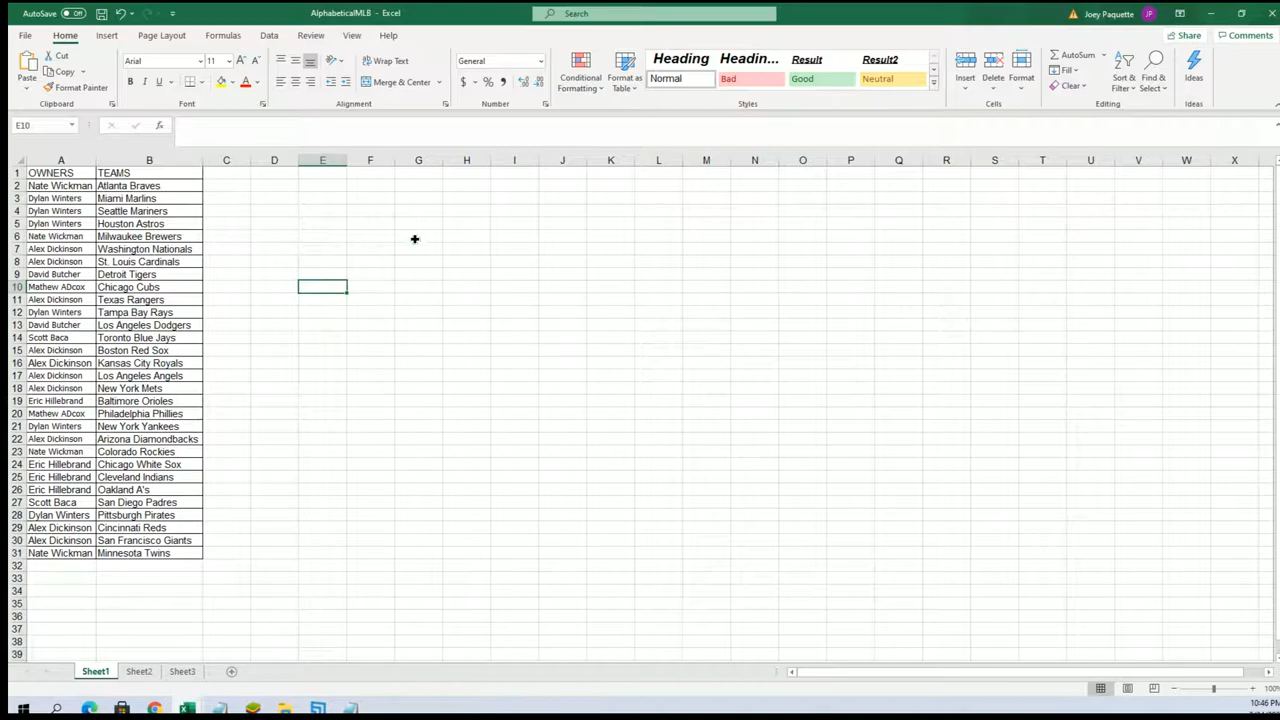 AutoSave Off AlphabeticalMLB - Excel Search Joey Paquette JP
File Home Insert Page Layout Formulas Data Review View Help Share Comments
Cut Arial 11 Wrap Text General Heading Headin... Result Result2 AutoSum
Paste Copy Conditional Format as Insert Delete Format Fill Sort & Find & Ideas
Format Painter B I U Merge & Center $ % Formatting Table Normal Bad Good Neutral Clear Filter Select
Clipboard Font Alignment Number Styles Cells Editing Ideas
E10 fx
A B C D E F G H I J K L M N O P Q R S T U V W X
1 OWNERS TEAMS
2 Nate Wickman Atlanta Braves
3 Dylan Winters Miami Marlins
4 Dylan Winters Seattle Mariners
5 Dylan Winters Houston Astros
6 Nate Wickman Milwaukee Brewers
7 Alex Dickinson Washington Nationals
8 Alex Dickinson St. Louis Cardinals
9 David Butcher Detroit Tigers
10 Mathew ADcox Chicago Cubs
11 Alex Dickinson Texas Rangers
12 Dylan Winters Tampa Bay Rays
13 David Butcher Los Angeles Dodgers
14 Scott Baca Toronto Blue Jays
15 Alex Dickinson Boston Red Sox
16 Alex Dickinson Kansas City Royals
17 Alex Dickinson Los Angeles Angels
18 Alex Dickinson New York Mets
19 Eric Hillebrand Baltimore Orioles
20 Mathew ADcox Philadelphia Phillies
21 Dylan Winters New York Yankees
22 Alex Dickinson Arizona Diamondbacks
23 Nate Wickman Colorado Rockies
24 Eric Hillebrand Chicago White Sox
25 Eric Hillebrand Cleveland Indians
26 Eric Hillebrand Oakland A's
27 Scott Baca San Diego Padres
28 Dylan Winters Pittsburgh Pirates
29 Alex Dickinson Cincinnati Reds
30 Alex Dickinson San Francisco Giants
31 Nate Wickman Minnesota Twins
32
33
34
35
36
37
38
39
Sheet1 Sheet2 Sheet3
100%
10:46 PM